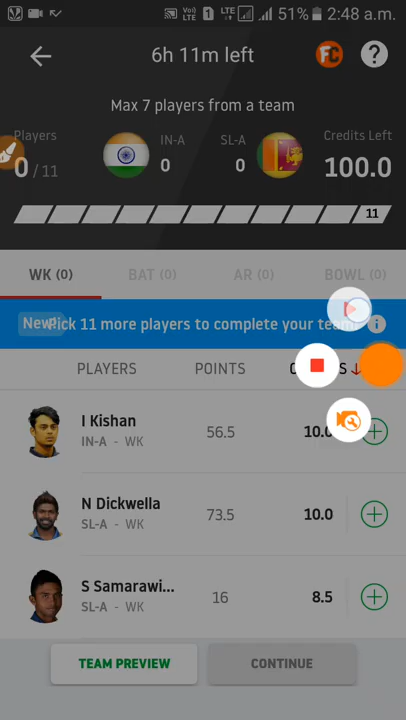 LTE 1 LTE 51% 2:48 a.m.
6h 11m left FC ?
Max 7 players from a team
Players IN-A SL-A Credits Left
0 / 11 0 0 100.0
11
WK (0) BAT (0) AR (0) BOWL (0)
New! Pick 11 more players to complete your team i
PLAYERS POINTS
I Kishan
IN-A - WK 56.5 10.0
N Dickwella
SL-A - WK 73.5 10.0
S Samarawi...
SL-A - WK 16 8.5
TEAM PREVIEW CONTINUE